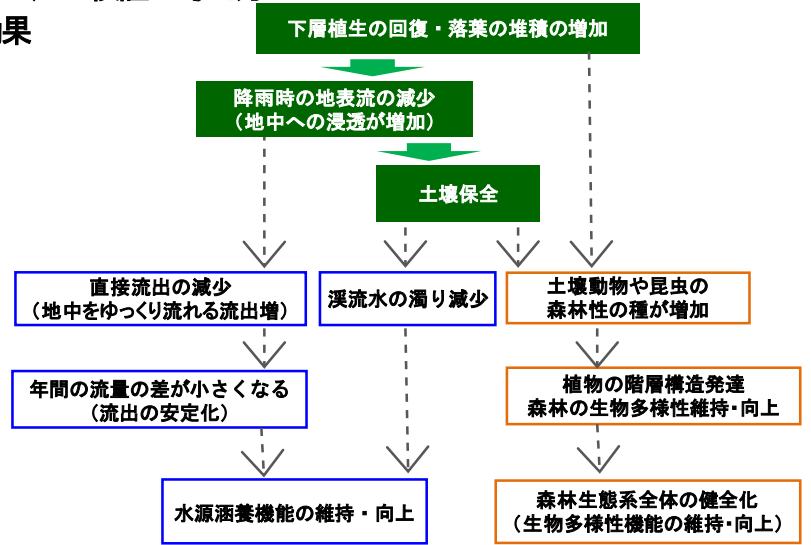 果
下層植生の回復・落葉の堆積の増加
降雨時の地表流の減少
（地中への浸透が増加）
土壌保全
直接流出の減少
（地中をゆっくり流れる流出増）
渓流水の濁り減少
土壌動物や昆虫の
森林性の種が増加
年間の流量の差が小さくなる
（流出の安定化）
植物の階層構造発達
森林の生物多様性維持・向上
水源涵養機能の維持・向上
森林生態系全体の健全化
（生物多様性機能の維持・向上）